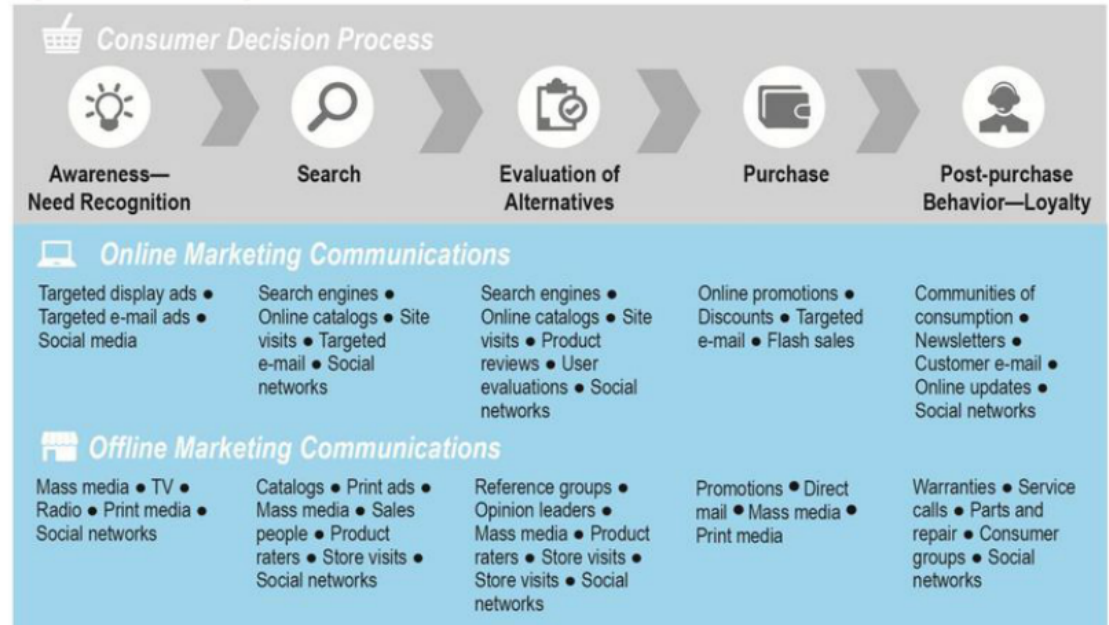 Consumer Decision Process
Awareness—
Need Recognition
Search
Evaluation of
Alternatives
Purchase
Post-purchase
Behavior—Loyalty
Online Marketing Communications
Targeted display ads ●
Targeted e-mail ads ●
Social media
Search engines ●
Online catalogs ● Site
visits ● Targeted
e-mail ● Social
networks
Search engines ●
Online catalogs ● Site
visits ● Product
reviews ● User
evaluations ● Social
networks
Online promotions ●
Discounts ● Targeted
e-mail ● Flash sales
Communities of
consumption ●
Newsletters ●
Customer e-mail ●
Online updates ●
Social networks
Offline Marketing Communications
Mass media ● TV ●
Radio ● Print media ●
Social networks
Catalogs ● Print ads ●
Mass media ● Sales
people ● Product
raters ● Store visits ●
Social networks
Reference groups ●
Opinion leaders ●
Mass media ● Product
raters ● Store visits ●
Store visits ● Social
networks
Promotions ● Direct
mail ● Mass media ●
Print media
Warranties ● Service
calls ● Parts and
repair ● Consumer
groups ● Social
networks